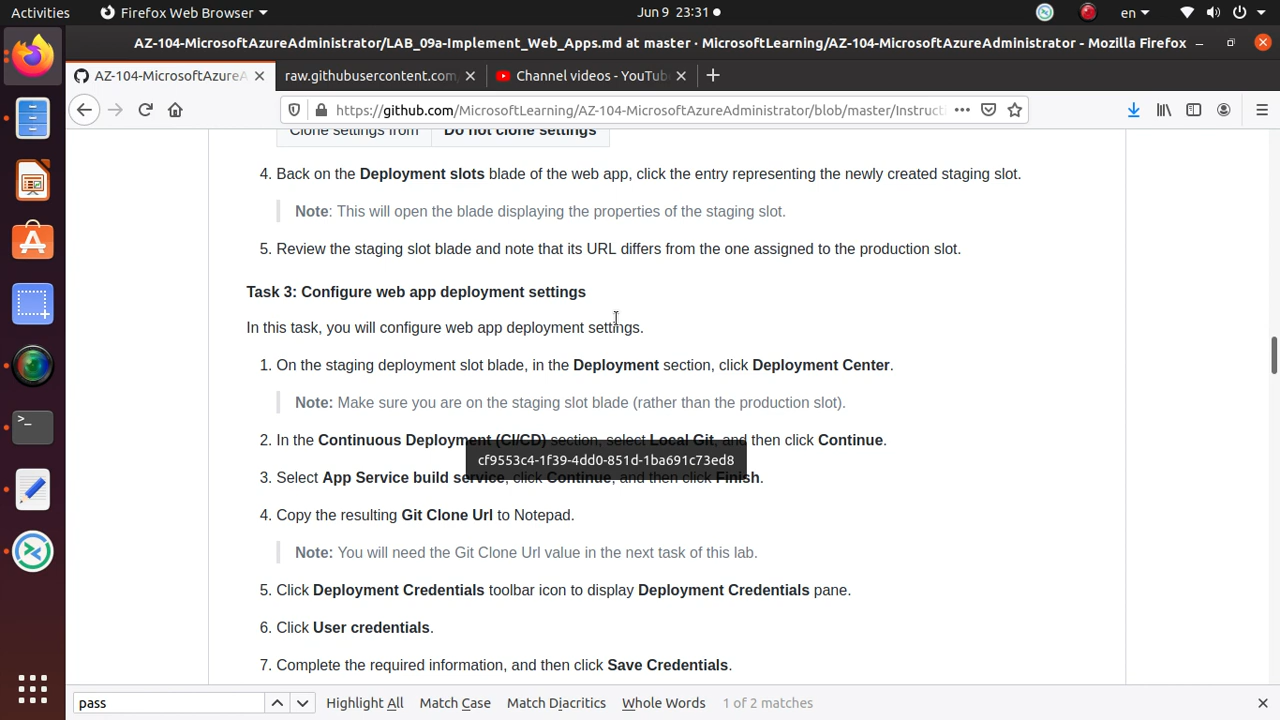 Activities
Firefox Web Browser
Jun 9 23:31
en
AZ-104-MicrosoftAzureAdministrator/LAB_09a-Implement_Web_Apps.md at master · MicrosoftLearning/AZ-104-MicrosoftAzureAdministrator - Mozilla Firefox
AZ-104-MicrosoftAzureA
raw.githubusercontent.com
Channel videos - YouTub
https://github.com/MicrosoftLearning/AZ-104-MicrosoftAzureAdministrator/blob/master/Instruct
Clone settings from Do not clone settings
4. Back on the Deployment slots blade of the web app, click the entry representing the newly created staging slot.
Note: This will open the blade displaying the properties of the staging slot.
5. Review the staging slot blade and note that its URL differs from the one assigned to the production slot.
Task 3: Configure web app deployment settings
In this task, you will configure web app deployment settings.
1. On the staging deployment slot blade, in the Deployment section, click Deployment Center.
Note: Make sure you are on the staging slot blade (rather than the production slot).
2. In the Continuous Deployment (CI/CD) section, select Local Git, and then click Continue.
cf9553c4-1f39-4dd0-851d-1ba691c73ed8
3. Select App Service build service, click Continue, and then click Finish.
4. Copy the resulting Git Clone Url to Notepad.
Note: You will need the Git Clone Url value in the next task of this lab.
5. Click Deployment Credentials toolbar icon to display Deployment Credentials pane.
6. Click User credentials.
7. Complete the required information, and then click Save Credentials.
pass
Highlight All
Match Case
Match Diacritics
Whole Words
1 of 2 matches